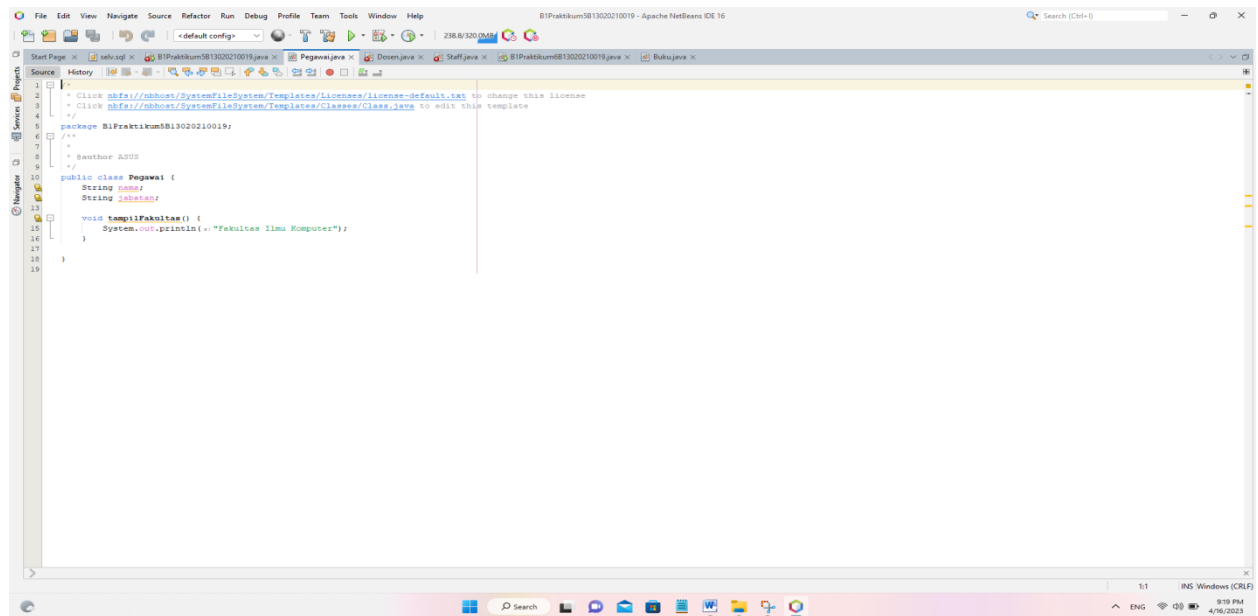 File Edit View Navigate Source Refactor Run Debug Profile Team Tools Window Help B1Praktikum5B13020210019 - Apache NetBeans IDE 16 Search (Ctrl+I)
<default config> 238.8/320.0MB
Start Page selv.sql B1Praktikum5B13020210019.java Pegawai.java Dosen.java Staff.java B1Praktikum6B13020210019.java Buku.java
Source History
Projects
Services
Navigator
1 /*
2 * Click nbfs://nbhost/SystemFileSystem/Templates/Licenses/license-default.txt to change this license
3 * Click nbfs://nbhost/SystemFileSystem/Templates/Classes/Class.java to edit this template
4 */
5 package B1Praktikum5B13020210019;
6 /**
7 *
8 * @author ASUS
9 */
10 public class Pegawai {
String nama;
String jabatan;
13
void tampilFakultas() {
15 System.out.println(x: "Fakultas Ilmu Komputer");
16 }
17
18 }
19
1:1 INS Windows (CRLF)
Search ENG 9:19 PM
4/16/2023